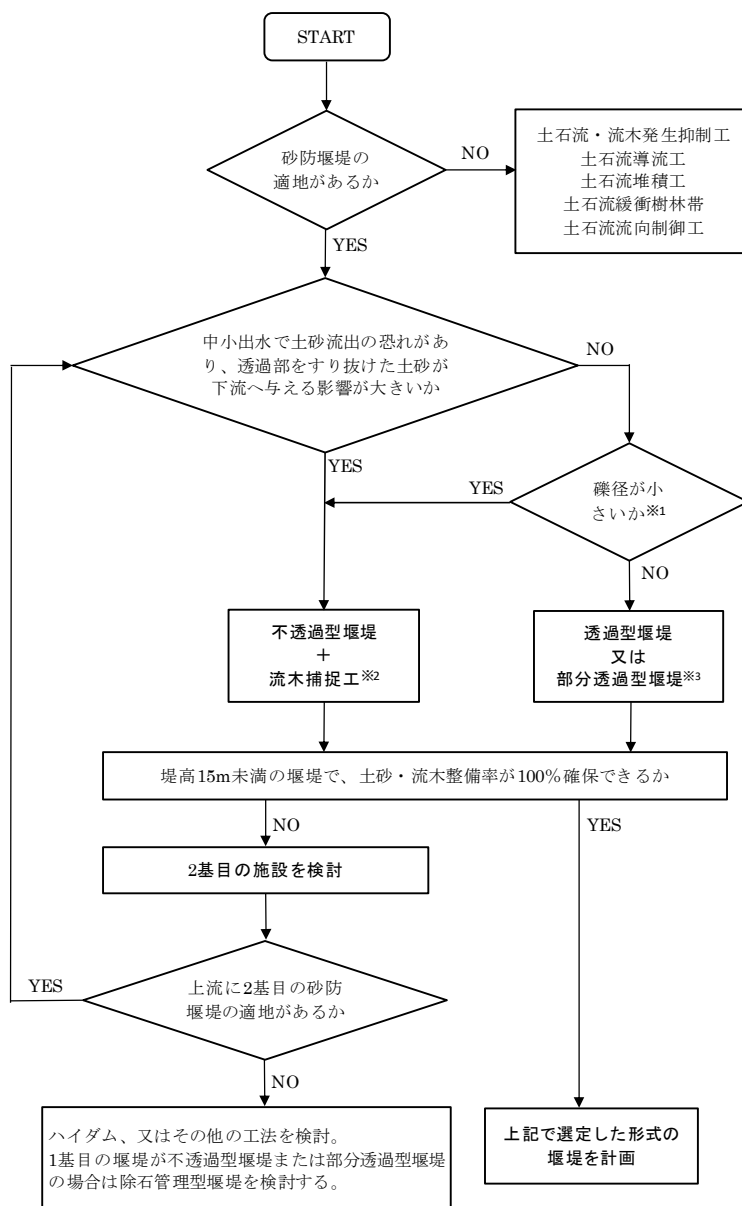 START
砂防堰堤の
適地があるか
NO
土石流・流木発生抑制工
土石流導流工
土石流堆積工
土石流緩衝樹林帯
土石流流向制御工
YES
中小出水で土砂流出の恐れがあ
り、透過部をすり抜けた土砂が
下流へ与える影響が大きいか
NO
YES
YES
礫径が小
さいか※1
NO
不透過型堰堤
＋
流木捕捉工※2
透過型堰堤
又は
部分透過型堰堤※3
堤高15m未満の堰堤で、土砂・流木整備率が100%確保できるか
NO
YES
2基目の施設を検討
YES
上流に2基目の砂防
堰堤の適地があるか
NO
ハイダム、又はその他の工法を検討。
1基目の堰堤が不透過型堰堤または部分透過型堰堤
の場合は除石管理型堰堤を検討する。
上記で選定した形式の
堰堤を計画